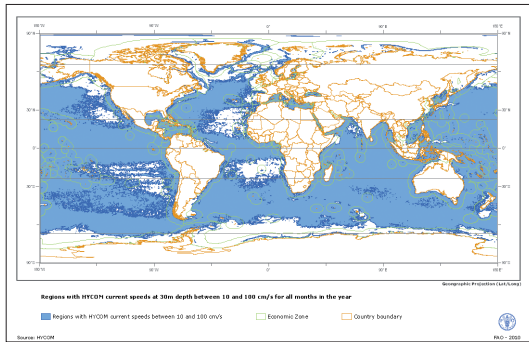 Geographic Projection (Lat/Long)
Regions with HYCOM current speeds at 30m depth between 10 and 100 cm/s for all months in the year
Regions with HYCOM current speeds between 10 and 100 cm/s
Economic Zone
Country boundary
Source: HYCOM
FAO - 2010